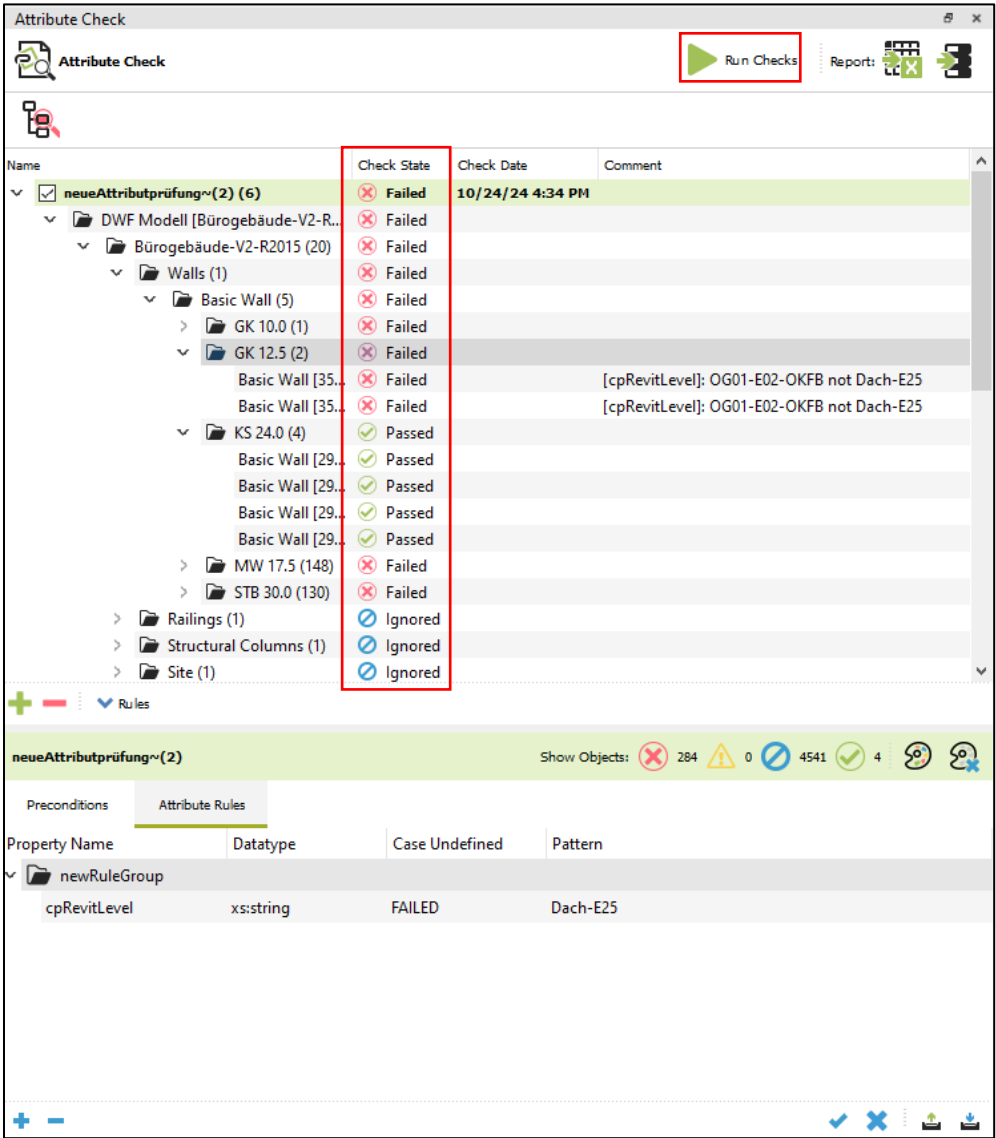 Attribute Check
Attribute Check Run Checks Report:
Name Check State Check Date Comment
neueAttributprüfung~(2) (6) Failed 10/24/24 4:34 PM
DWF Modell [Bürogebäude-V2-R... Failed
Bürogebäude-V2-R2015 (20) Failed
Walls (1) Failed
Basic Wall (5) Failed
GK 10.0 (1) Failed
GK 12.5 (2) Failed
Basic Wall [35... Failed [cpRevitLevel]: OG01-E02-OKFB not Dach-E25
Basic Wall [35... Failed [cpRevitLevel]: OG01-E02-OKFB not Dach-E25
KS 24.0 (4) Passed
Basic Wall [29... Passed
Basic Wall [29... Passed
Basic Wall [29... Passed
Basic Wall [29... Passed
MW 17.5 (148) Failed
STB 30.0 (130) Failed
Railings (1) Ignored
Structural Columns (1) Ignored
Site (1) Ignored
Rules
neueAttributprüfung~(2) Show Objects: 284 0 4541 4
Preconditions Attribute Rules
Property Name Datatype Case Undefined Pattern
newRuleGroup
cpRevitLevel xs:string FAILED Dach-E25